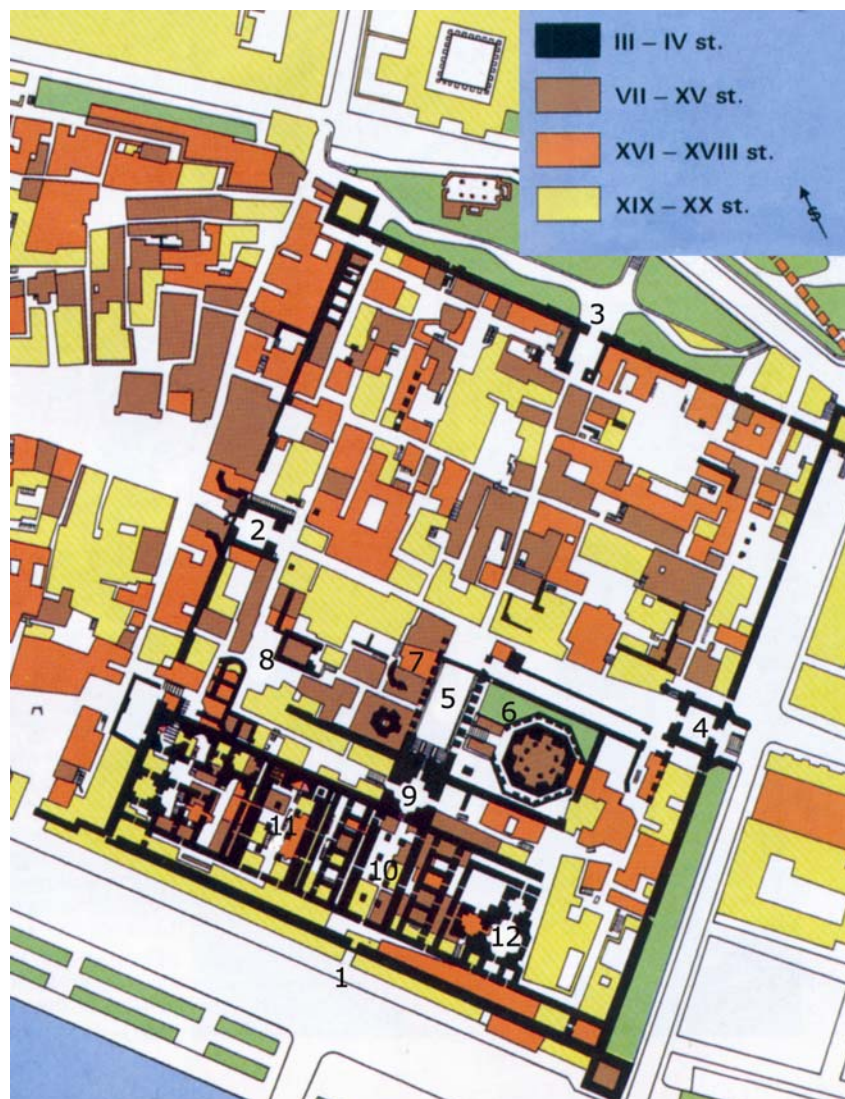 III – IV st.
VII – XV st.
XVI – XVIII st.
XIX – XX st.
S
3
2
7
8
5
6
4
9
11
10
12
1